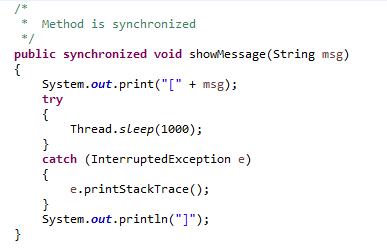 /*
 *  Method is synchronized
 */
public synchronized void showMessage(String msg)
{
    System.out.print("[" + msg);
    try
    {
        Thread.sleep(1000);
    }
    catch (InterruptedException e)
    {
        e.printStackTrace();
    }
    System.out.println("]");
}